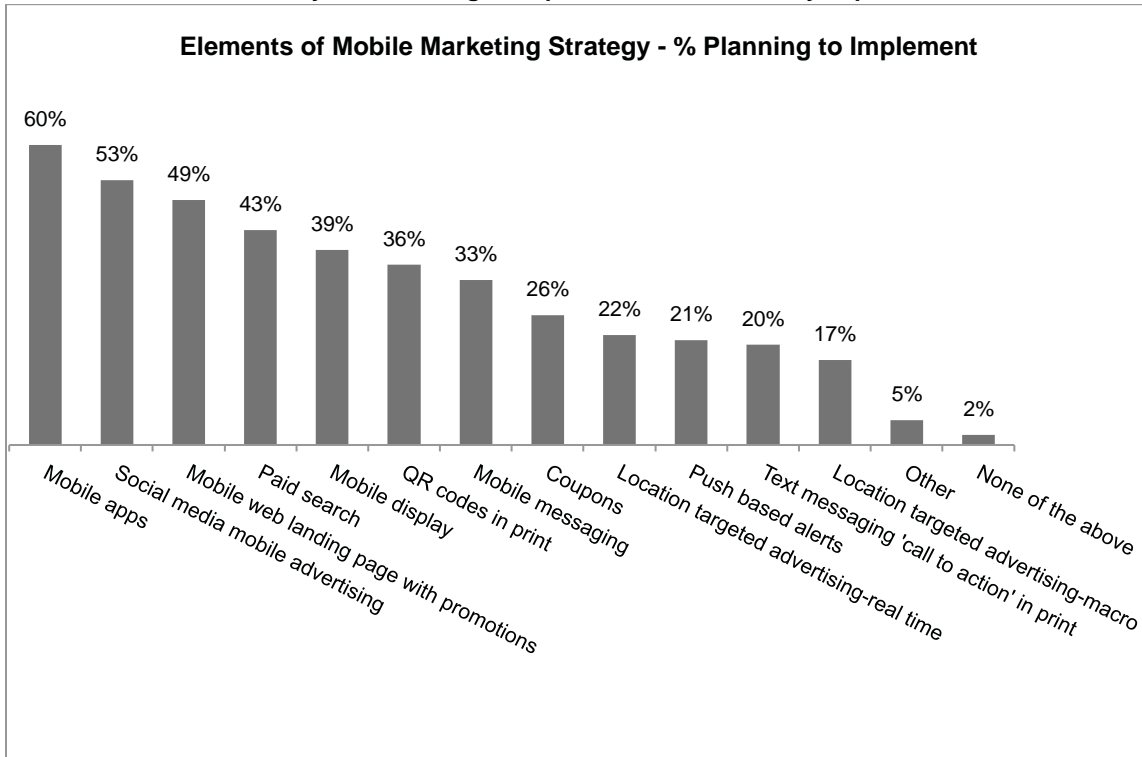 Elements of Mobile Marketing Strategy - % Planning to Implement
60%
53%
49%
43%
39%
36%
33%
26%
22%
21%
20%
17%
5%
2%
Mobile apps
Social media mobile advertising
Mobile web landing page with promotions
Paid search
Mobile display
QR codes in print
Mobile messaging
Coupons
Location targeted advertising-real time
Push based alerts
Text messaging 'call to action' in print
Location targeted advertising-macro
Other
None of the above